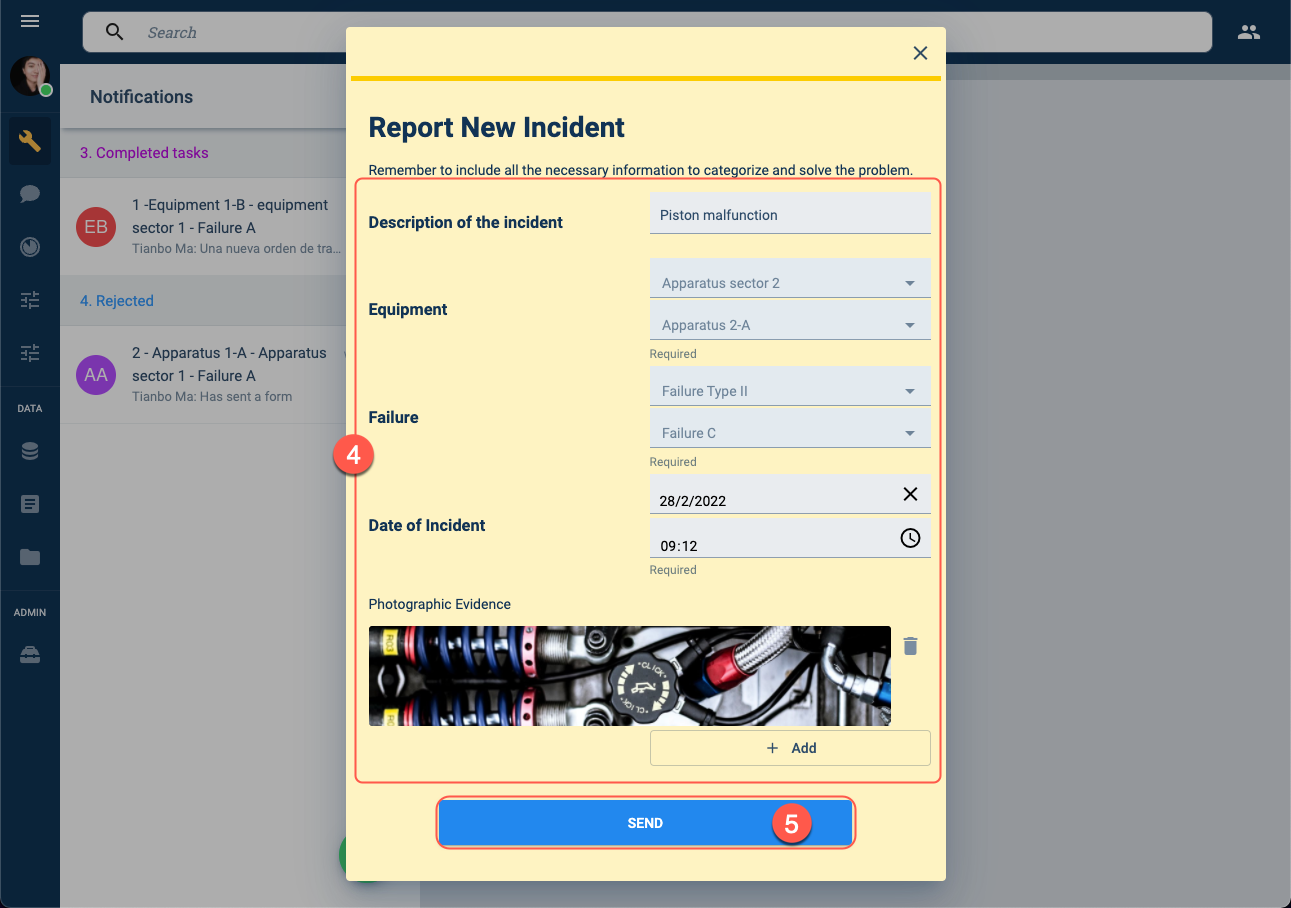 Search
Notifications
3. Completed tasks
EB
1 -Equipment 1-B - equipment
sector 1 - Failure A
Tianbo Ma: Una nueva orden de tra...
4. Rejected
AA
2 - Apparatus 1-A - Apparatus
sector 1 - Failure A
Tianbo Ma: Has sent a form
DATA
ADMIN
Report New Incident
Remember to include all the necessary information to categorize and solve the problem.
Description of the incident
Piston malfunction
Equipment
Apparatus sector 2
Apparatus 2-A
Required
Failure
Failure Type II
Failure C
Required
4
Date of Incident
28/2/2022
09:12
Required
Photographic Evidence
R03
"CLICK"
"CLICK"
+ Add
SEND
5